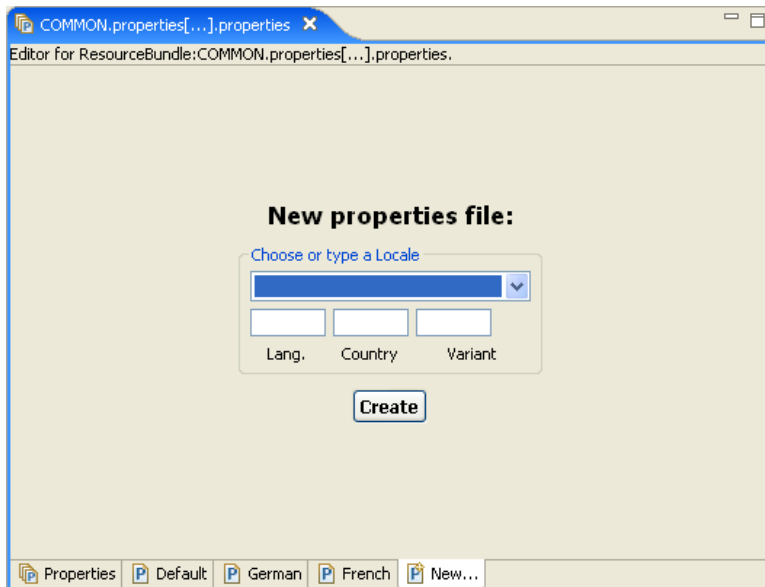 COMMON.properties[...].properties
Editor for ResourceBundle:COMMON.properties[...].properties.
New properties file:
Choose or type a Locale
Lang. Country Variant
Create
Properties Default German French New...